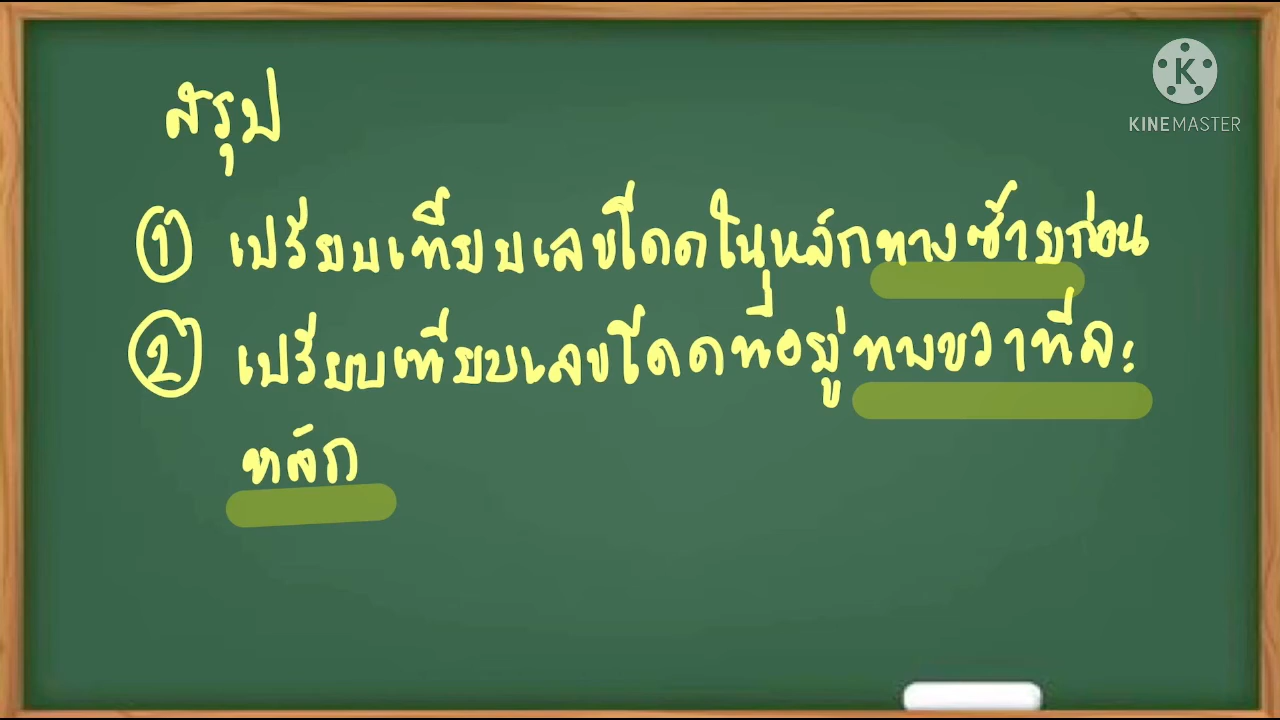 สรุป
KINEMASTER
① เปรียบเทียบเลขโดดในหลักทางซ้ายก่อน
② เปรียบเทียบเลขโดดที่อยู่ทางขวาทีละ
หลัก